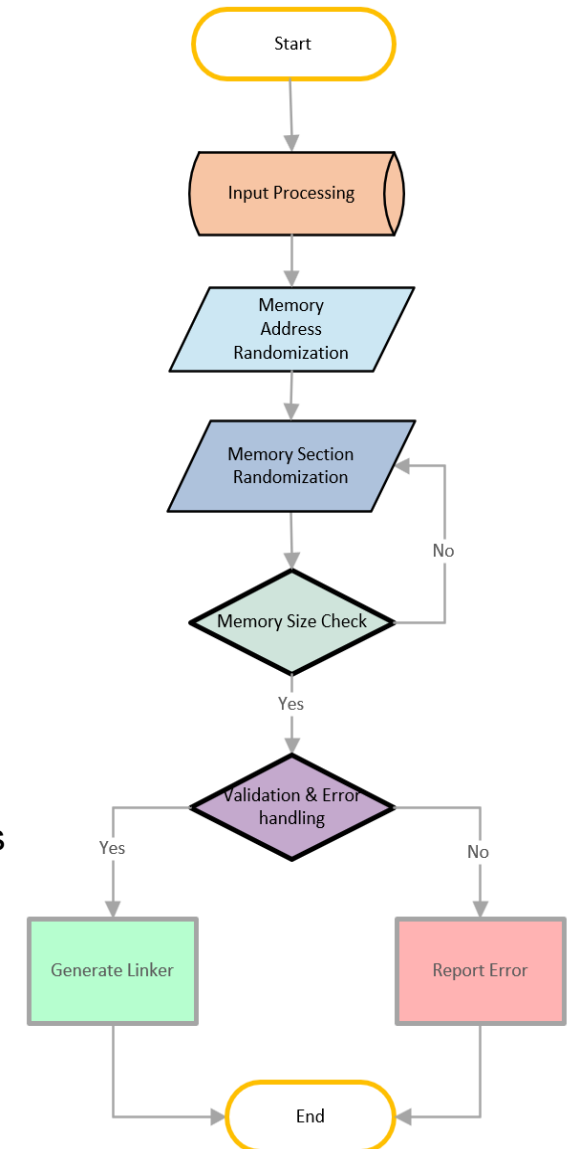 Start
Input Processing
Memory
Address
Randomization
Memory Section
Randomization
No
Memory Size Check
Yes
Validation & Error
handling
s
Yes
No
Generate Linker
Report Error
End